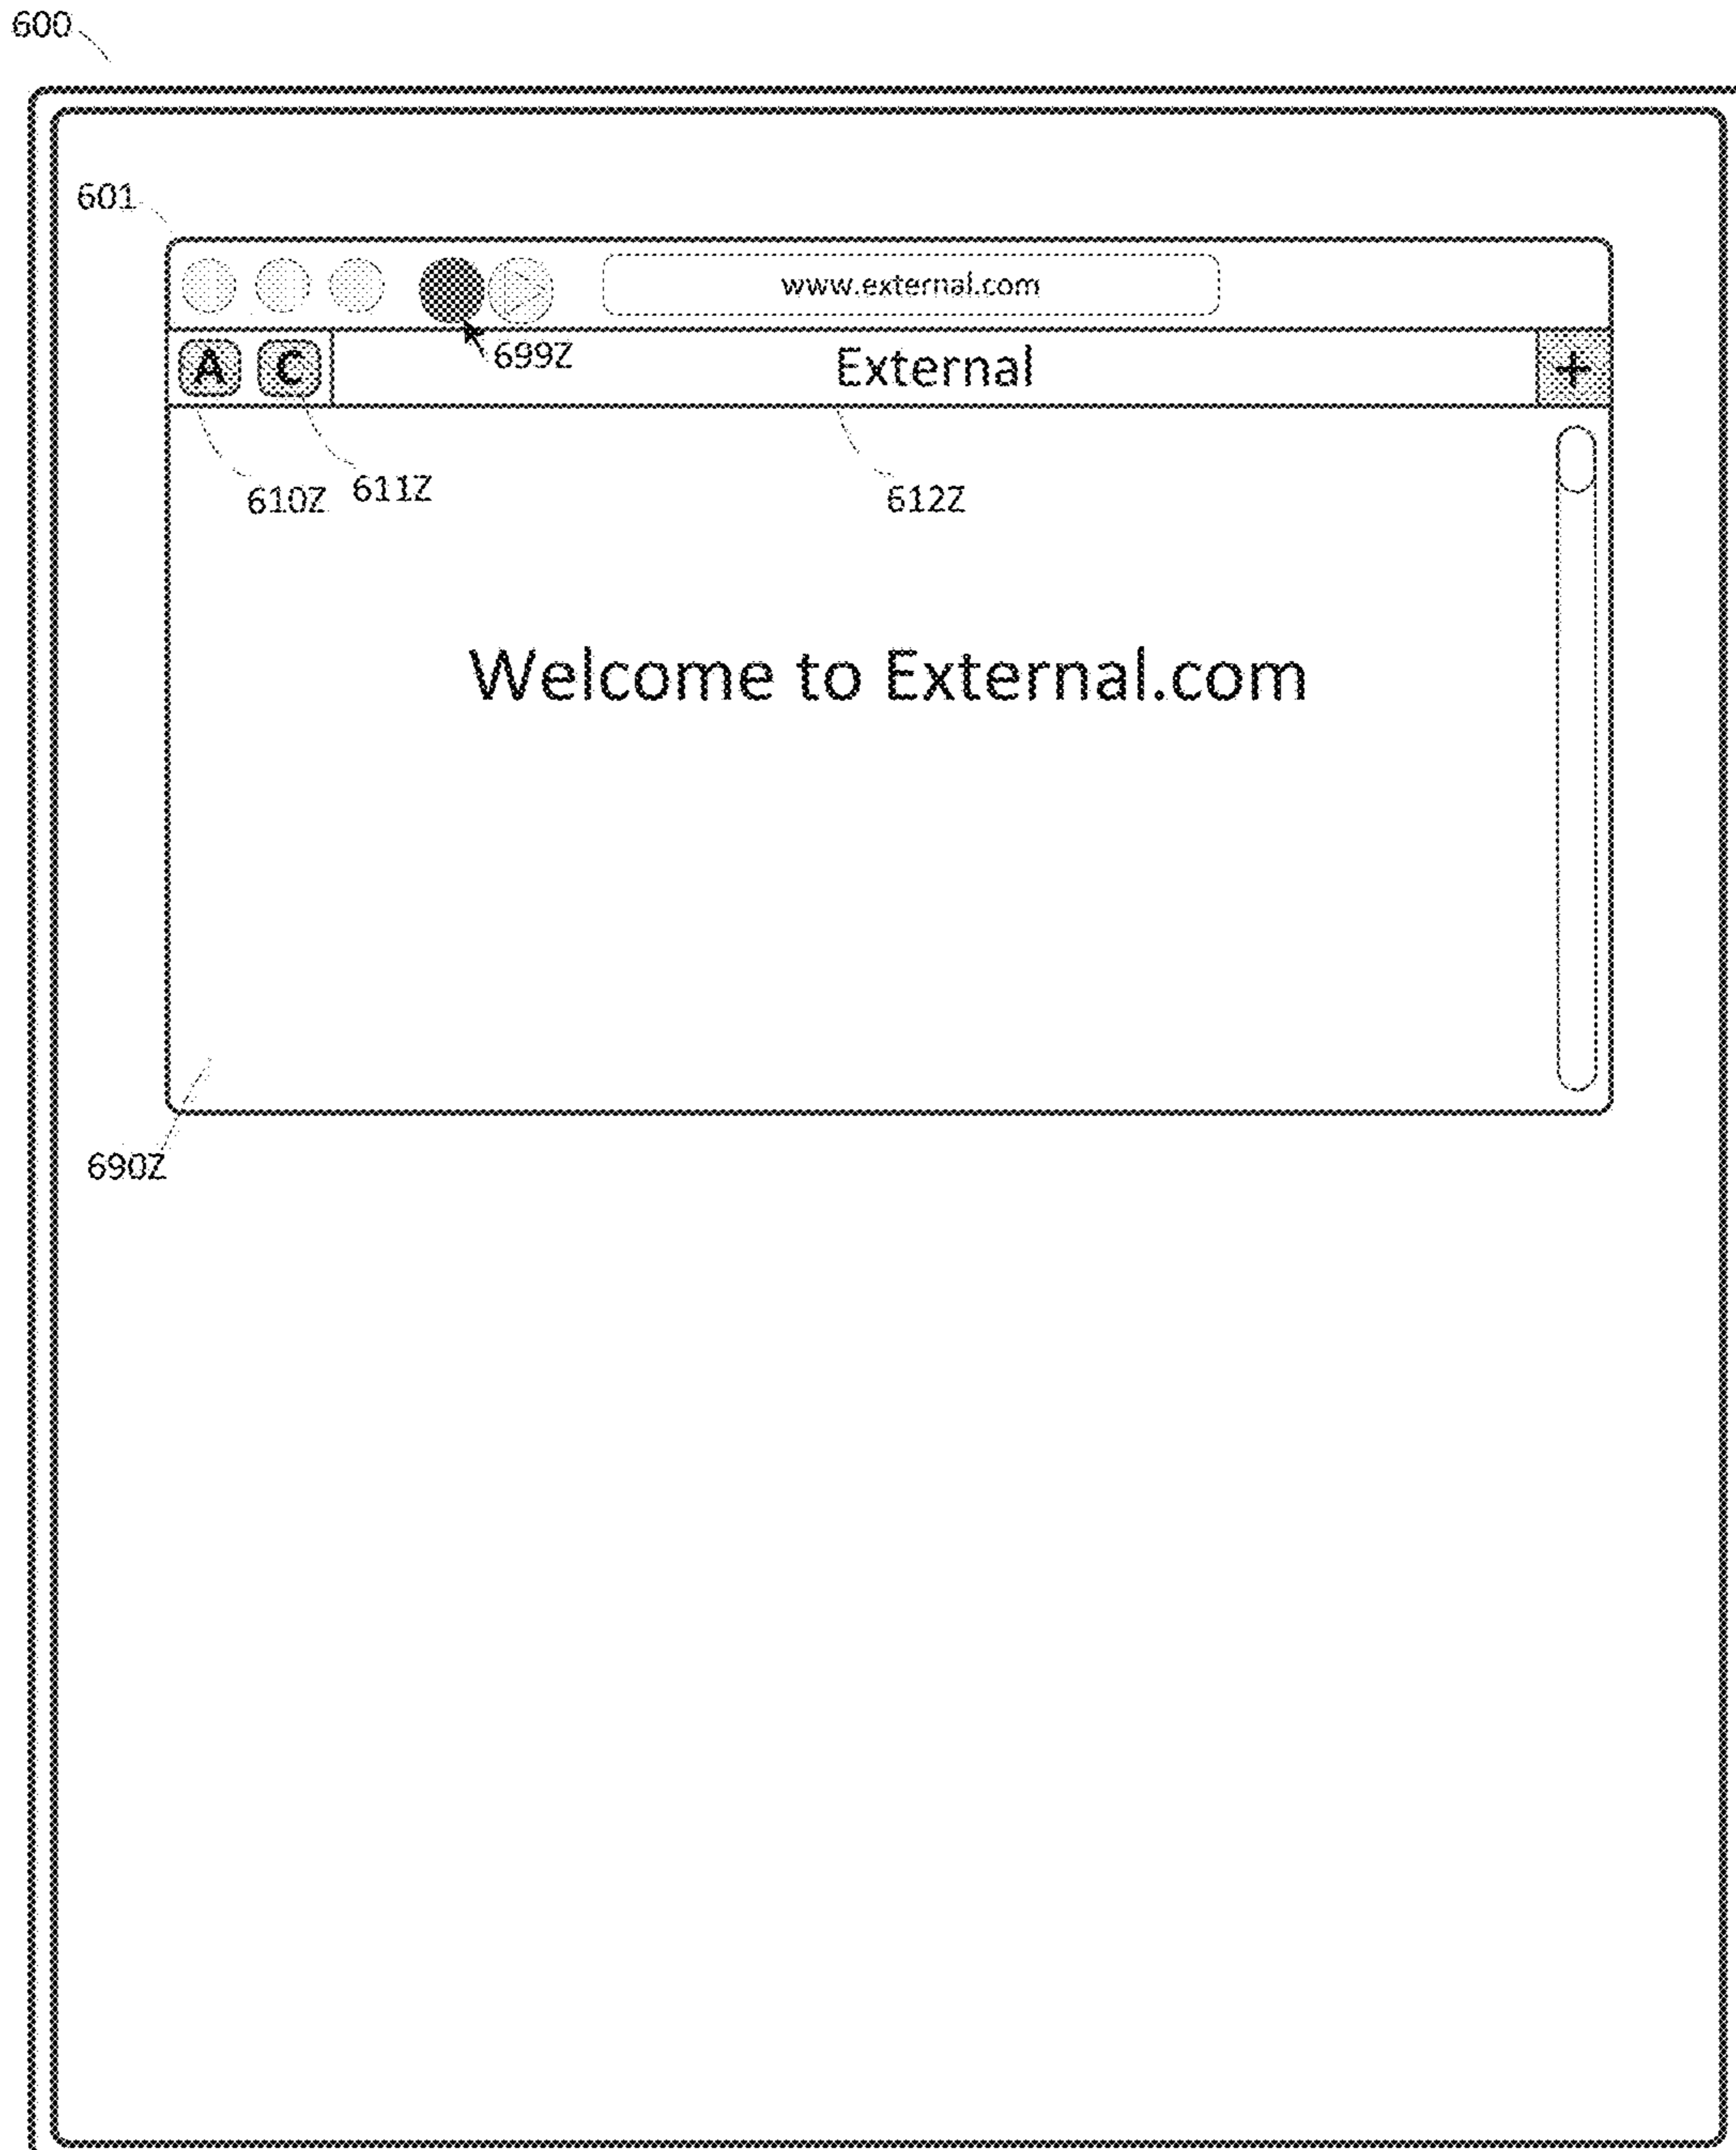 600
601
www.external.com
A C External +
699Z
610Z 611Z 612Z
Welcome to External.com
690Z